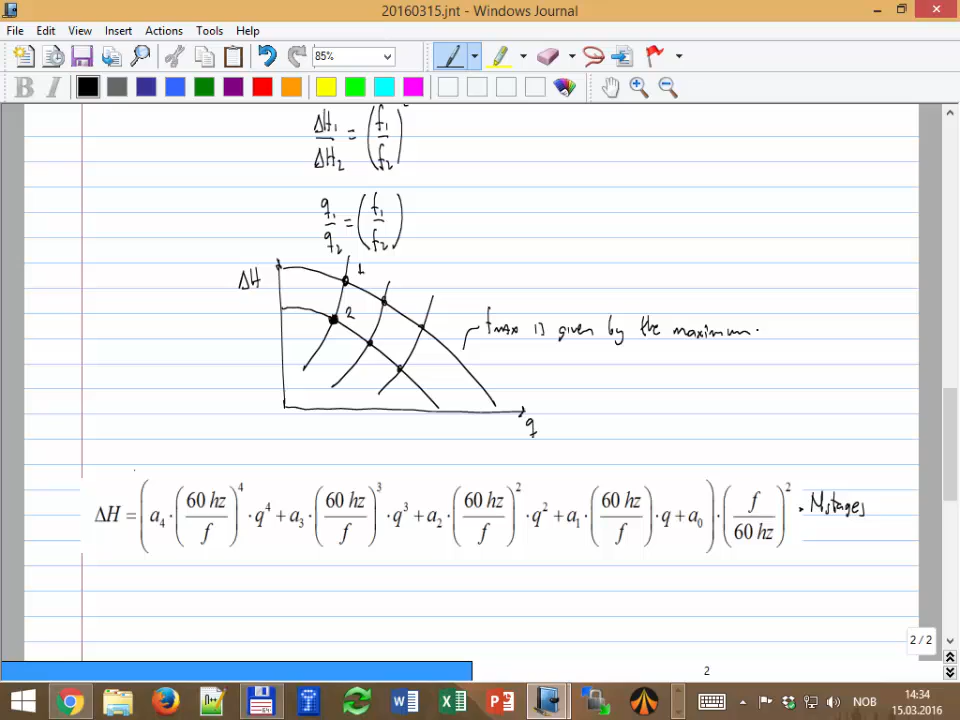 20160315.jnt - Windows Journal
File Edit View Insert Actions Tools Help
85%
B I
ΔH₁/ΔH₂ = (f₁/f₂)²
q₁/q₂ = (f₁/f₂)
ΔH
1
2
fmax is given by the maximum.
q
ΔH = (a₄ · (60 hz/f)⁴ · q⁴ + a₃ · (60 hz/f)³ · q³ + a₂ · (60 hz/f)² · q² + a₁ · (60 hz/f) · q + a₀) · (f/60 hz)² . Nstages
2 / 2
2
NOB
14:34
15.03.2016